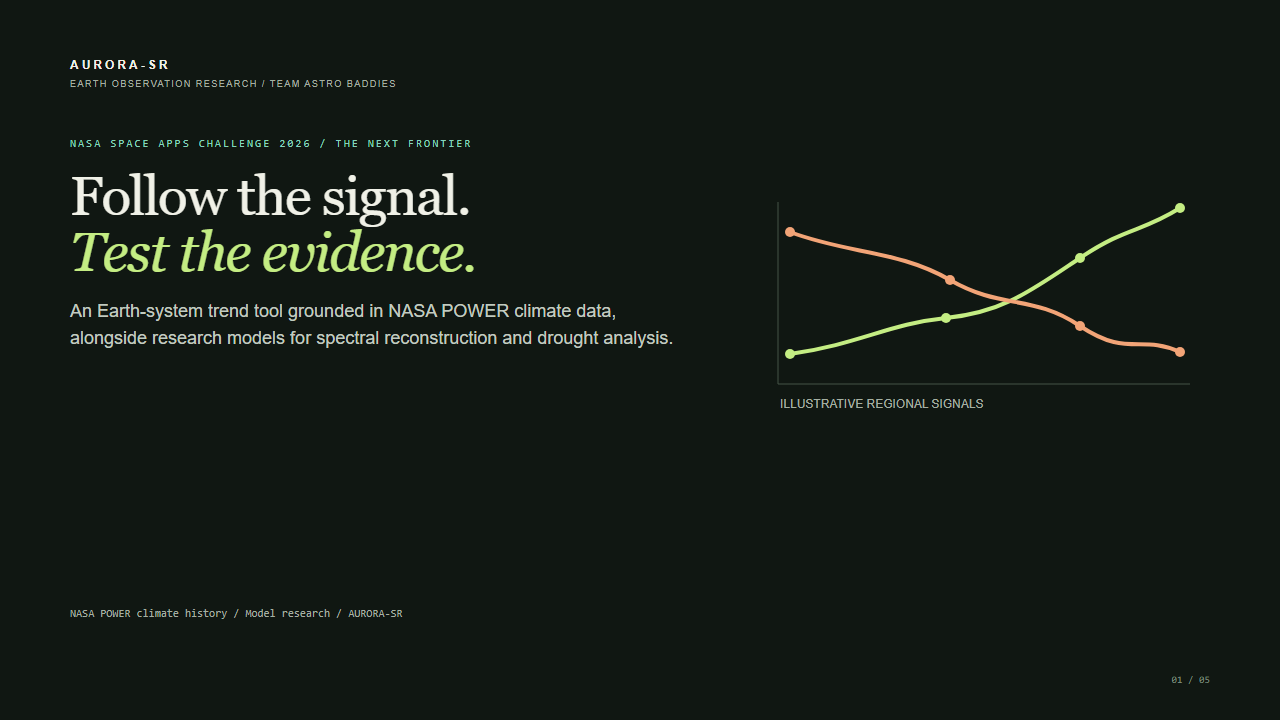 AURORA-SR
EARTH OBSERVATION RESEARCH / TEAM ASTRO BADDIES
NASA SPACE APPS CHALLENGE 2026 / THE NEXT FRONTIER
Follow the signal.
Test the evidence.
An Earth-system trend tool grounded in NASA POWER climate data,
alongside research models for spectral reconstruction and drought analysis.
ILLUSTRATIVE REGIONAL SIGNALS
NASA POWER climate history / Model research / AURORA-SR
01 / 05